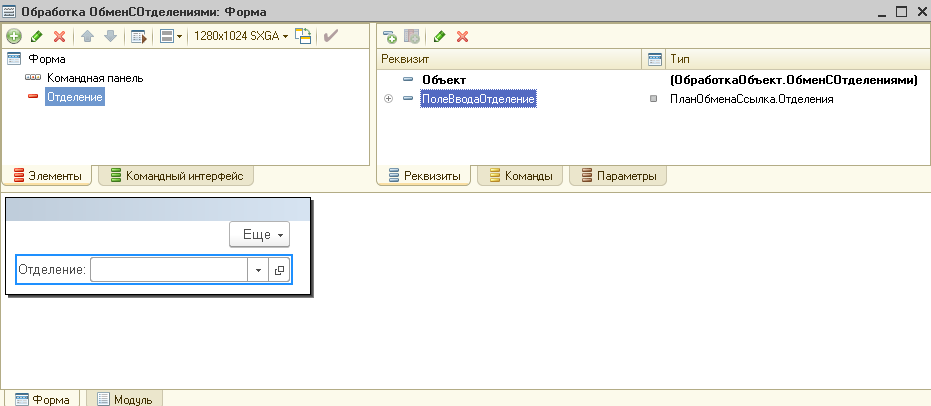 Обработка ОбменСОтделениями: Форма
1280x1024 SXGA
Форма
Командная панель
Отделение
Элементы
Командный интерфейс
Реквизит
Тип
Объект
(ОбработкаОбъект.ОбменСОтделениями)
ПолеВводаОтделение
ПланОбменаСсылка.Отделения
Реквизиты
Команды
Параметры
Еще
Отделение:
Форма
Модуль